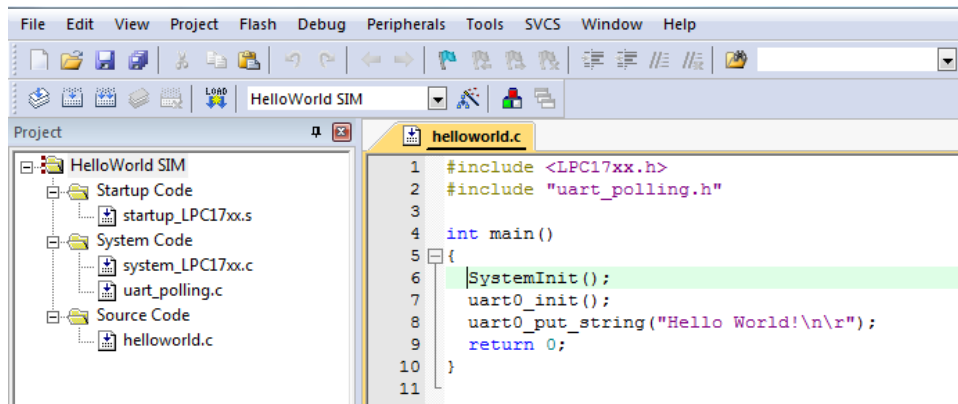 File Edit View Project Flash Debug Peripherals Tools SVCS Window Help
LOAD HelloWorld SIM
Project
helloworld.c
HelloWorld SIM
Startup Code
startup_LPC17xx.s
System Code
system_LPC17xx.c
uart_polling.c
Source Code
helloworld.c
1 #include <LPC17xx.h>
2 #include "uart_polling.h"
3
4 int main()
5 {
6 SystemInit();
7 uart0_init();
8 uart0_put_string("Hello World!\n\r");
9 return 0;
10 }
11